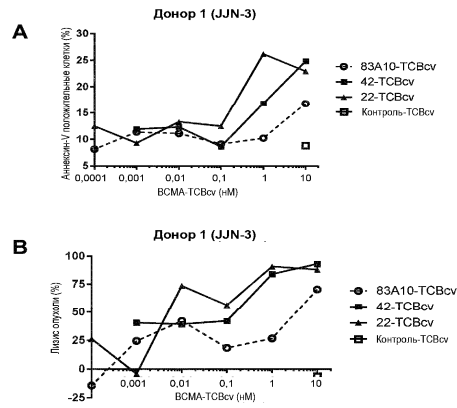 A
Донор 1 (JJN-3)
Аннексин-V положительные клетки (%)
30
25
20
15
10
5
0,0001
0,001
0,01
0,1
1
10
BCMA-TCBcv (нМ)
83A10-TCBcv
42-TCBcv
22-TCBcv
Контроль-TCBcv
B
Донор 1 (JJN-3)
Лизис опухоли (%)
100
75
50
25
0
-25
0,001
0,01
0,1
1
10
BCMA-TCBcv (нМ)
83A10-TCBcv
42-TCBcv
22-TCBcv
Контроль-TCBcv